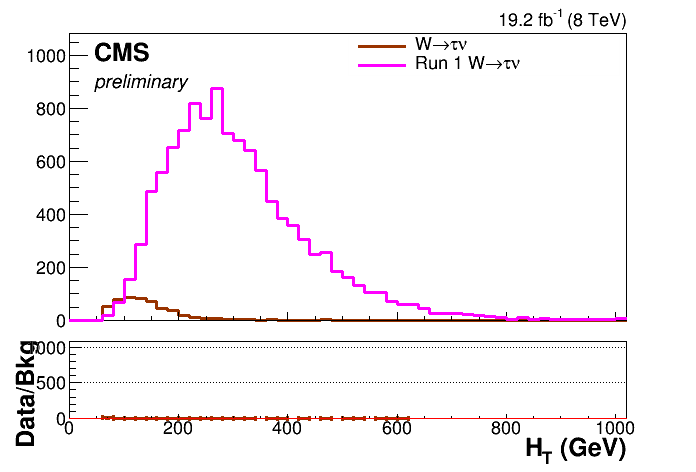 19.2 fb⁻¹ (8 TeV)
CMS
preliminary
W→τν
Run 1 W→τν
1000
800
600
400
200
0
Data/Bkg
500
0
0 200 400 600 800 1000
H_T (GeV)